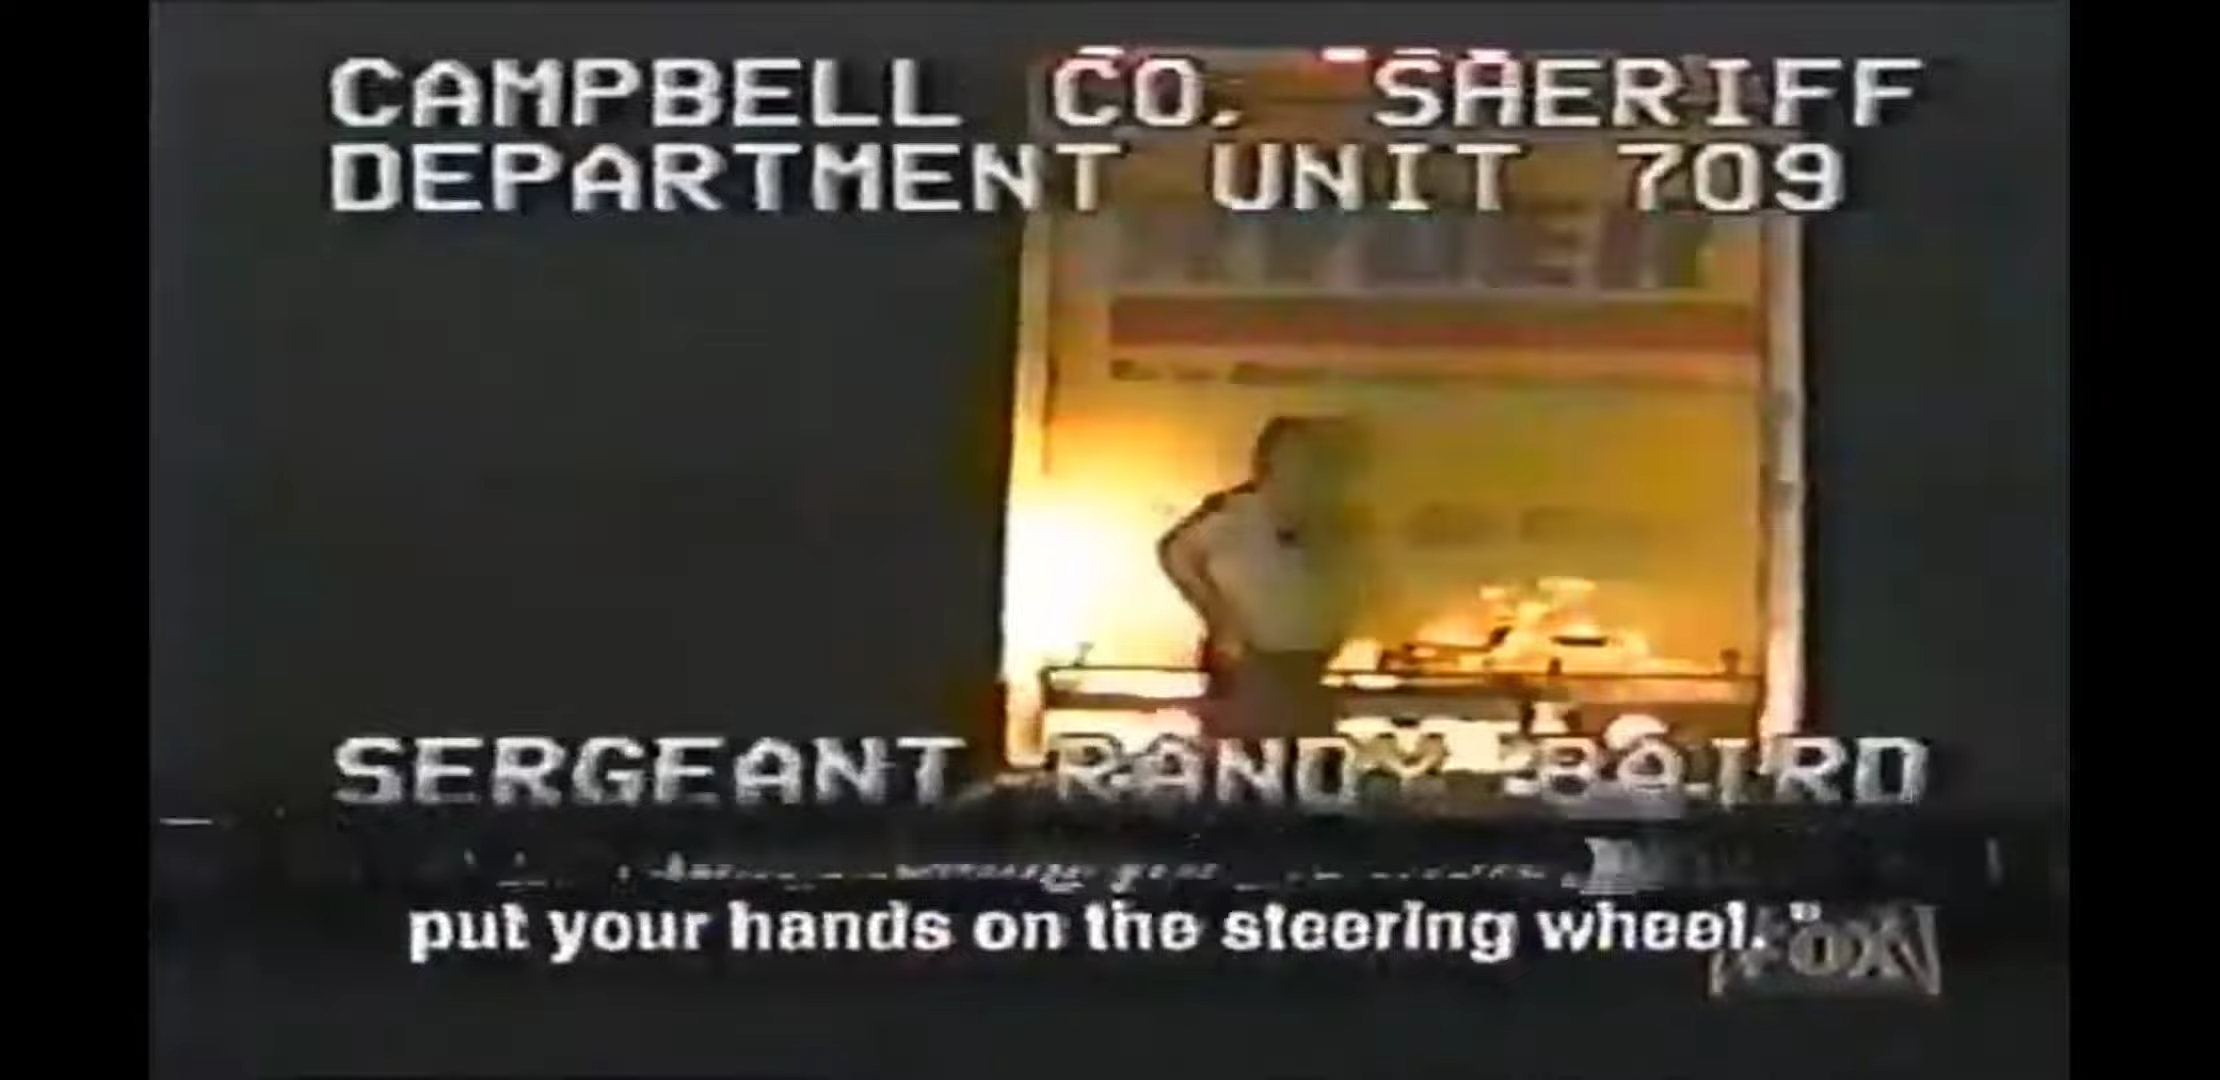 CAMPBELL CO. SHERIFF
DEPARTMENT UNIT 709
SERGEANT RANDY BAIRD
put your hands on the steering wheel."
FOX